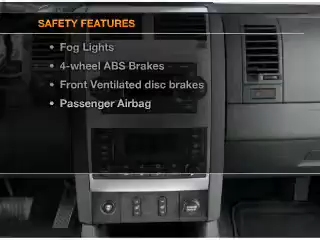 SAFETY FEATURES
• Fog Lights
• 4-wheel ABS Brakes
• Front Ventilated disc brakes
• Passenger Airbag